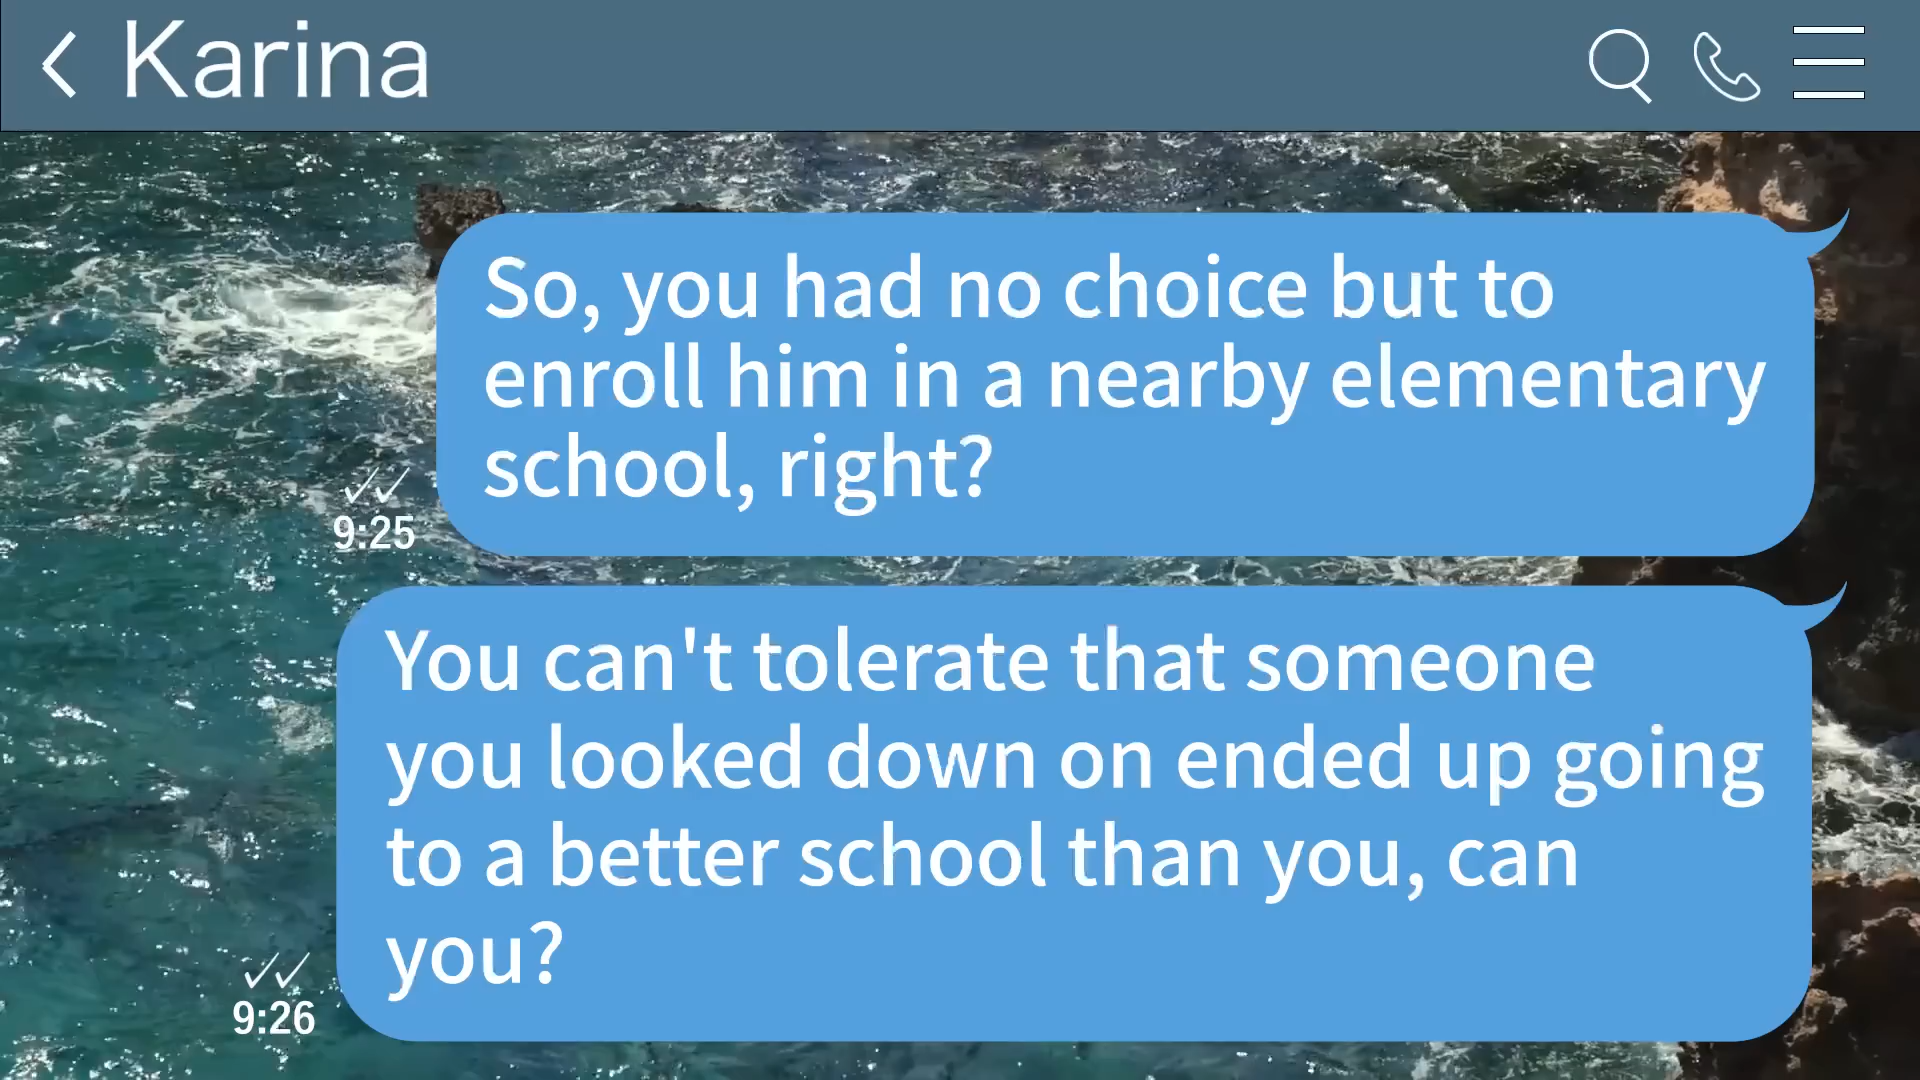 Karina
So, you had no choice but to
enroll him in a nearby elementary
school, right?
9:25
You can't tolerate that someone
you looked down on ended up going
to a better school than you, can
you?
9:26